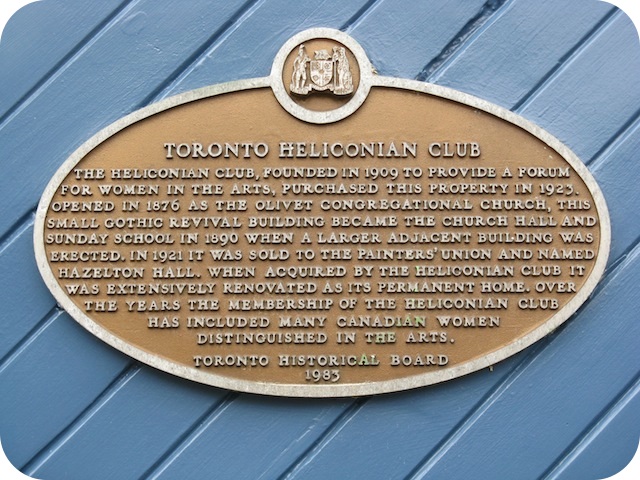 TORONTO HELICONIAN CLUB
THE HELICONIAN CLUB, FOUNDED IN 1909 TO PROVIDE A FORUM
FOR WOMEN IN THE ARTS, PURCHASED THIS PROPERTY IN 1923.
OPENED IN 1876 AS THE OLIVET CONGREGATIONAL CHURCH, THIS
SMALL GOTHIC REVIVAL BUILDING BECAME THE CHURCH HALL AND
SUNDAY SCHOOL IN 1890 WHEN A LARGER ADJACENT BUILDING WAS
ERECTED. IN 1921 IT WAS SOLD TO THE PAINTERS' UNION AND NAMED
HAZELTON HALL. WHEN ACQUIRED BY THE HELICONIAN CLUB IT
WAS EXTENSIVELY RENOVATED AS ITS PERMANENT HOME. OVER
THE YEARS THE MEMBERSHIP OF THE HELICONIAN CLUB
HAS INCLUDED MANY CANADIAN WOMEN
DISTINGUISHED IN THE ARTS.
TORONTO HISTORICAL BOARD
1983